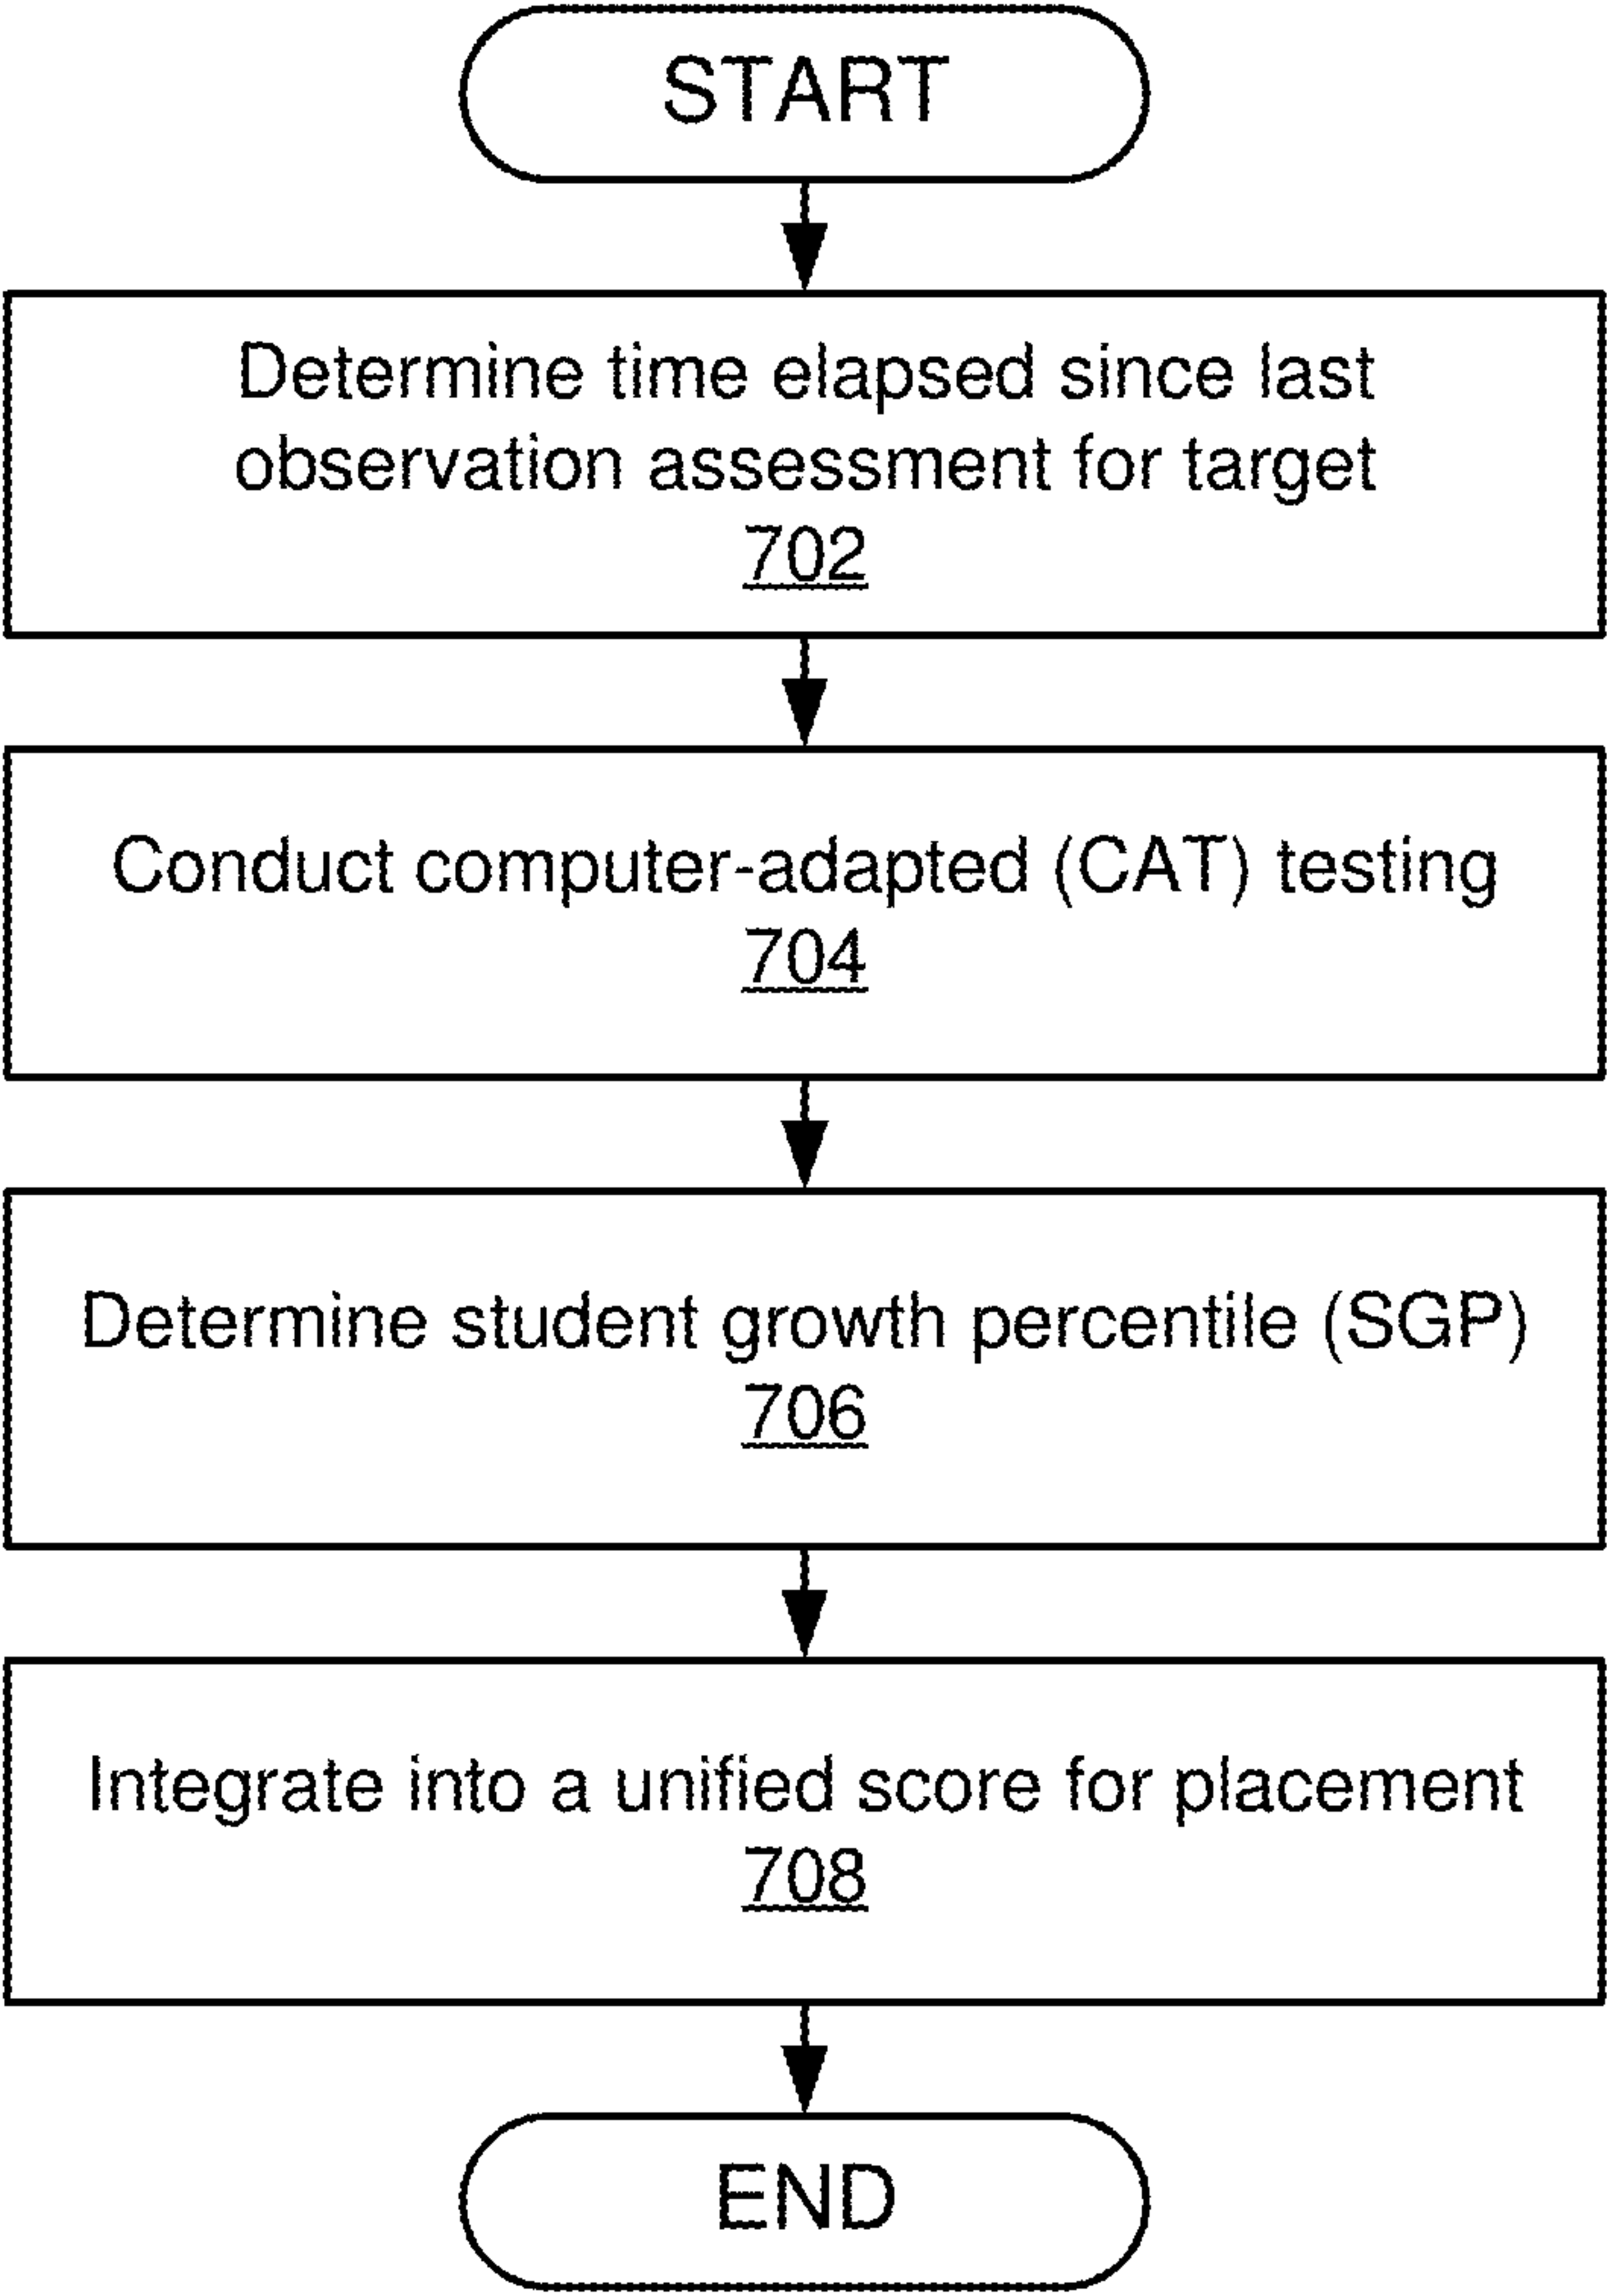 START
Determine time elapsed since last
observation assessment for target
702
Conduct computer-adapted (CAT) testing
704
Determine student growth percentile (SGP)
706
Integrate into a unified score for placement
708
END